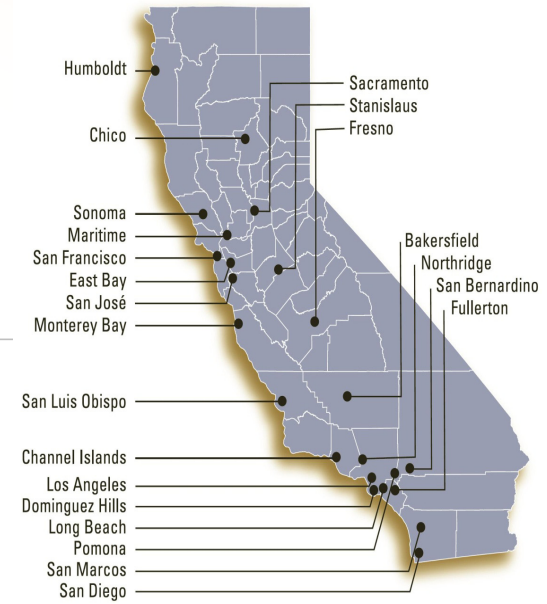 Humboldt
Chico
Sonoma
Maritime
San Francisco
East Bay
San José
Monterey Bay
San Luis Obispo
Channel Islands
Los Angeles
Dominguez Hills
Long Beach
Pomona
San Marcos
San Diego
Sacramento
Stanislaus
Fresno
Bakersfield
Northridge
San Bernardino
Fullerton